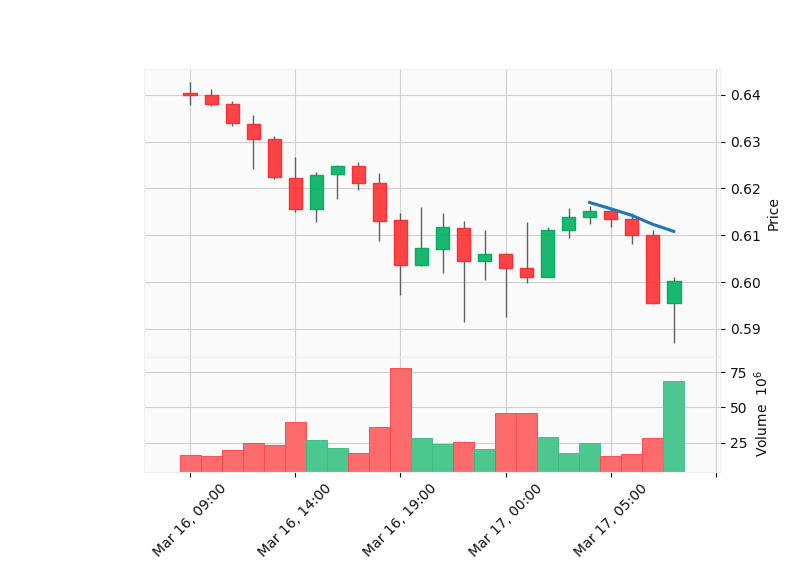 0.64
0.63
0.62
0.61
0.60
0.59
Price
75
50
25
Volume 10^6
Mar 16, 09:00
Mar 16, 14:00
Mar 16, 19:00
Mar 17, 00:00
Mar 17, 05:00